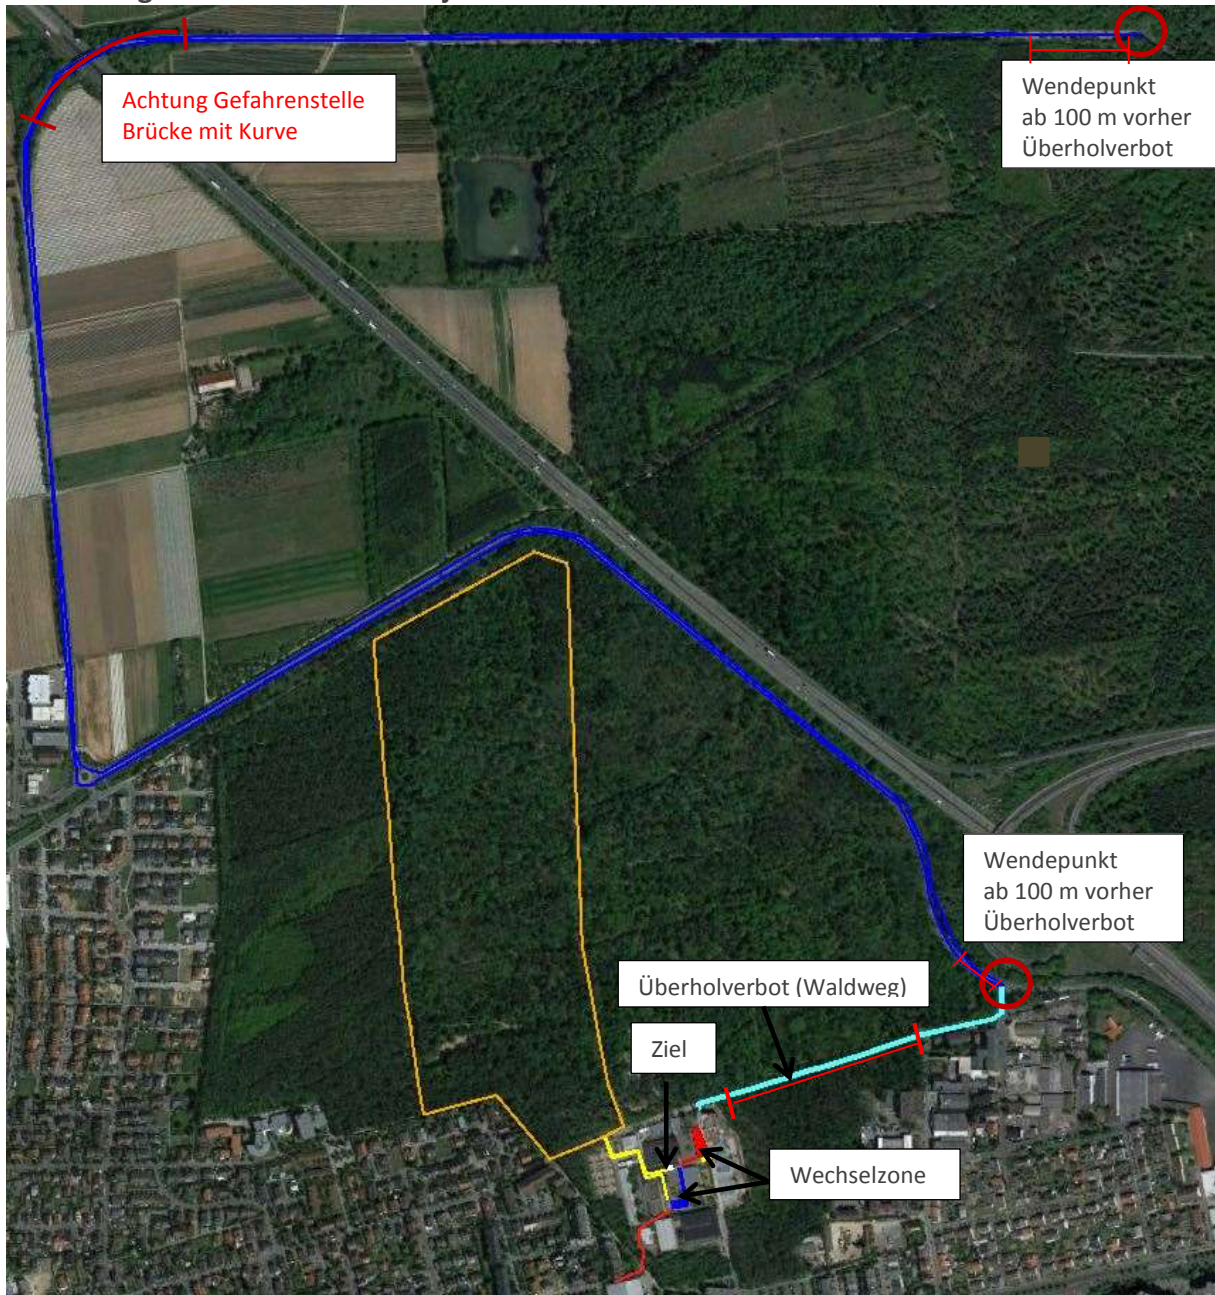 Achtung Gefahrenstelle
Brücke mit Kurve
Wendepunkt
ab 100 m vorher
Überholverbot
Wendepunkt
ab 100 m vorher
Überholverbot
Überholverbot (Waldweg)
Ziel
Wechselzone